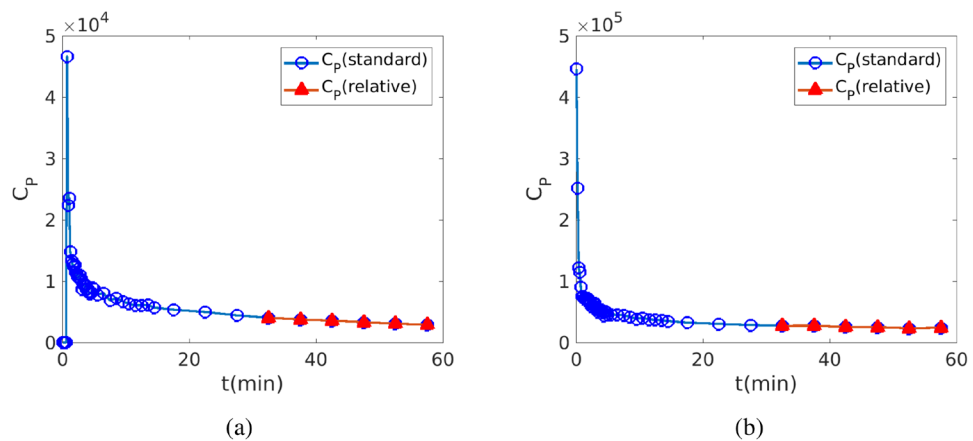 ×10^4
5
4
3
2
1
0
C_P
0 20 40 60
t(min)
C_P(standard)
C_P(relative)
(a)
×10^5
5
4
3
2
1
0
C_P
0 20 40 60
t(min)
C_P(standard)
C_P(relative)
(b)